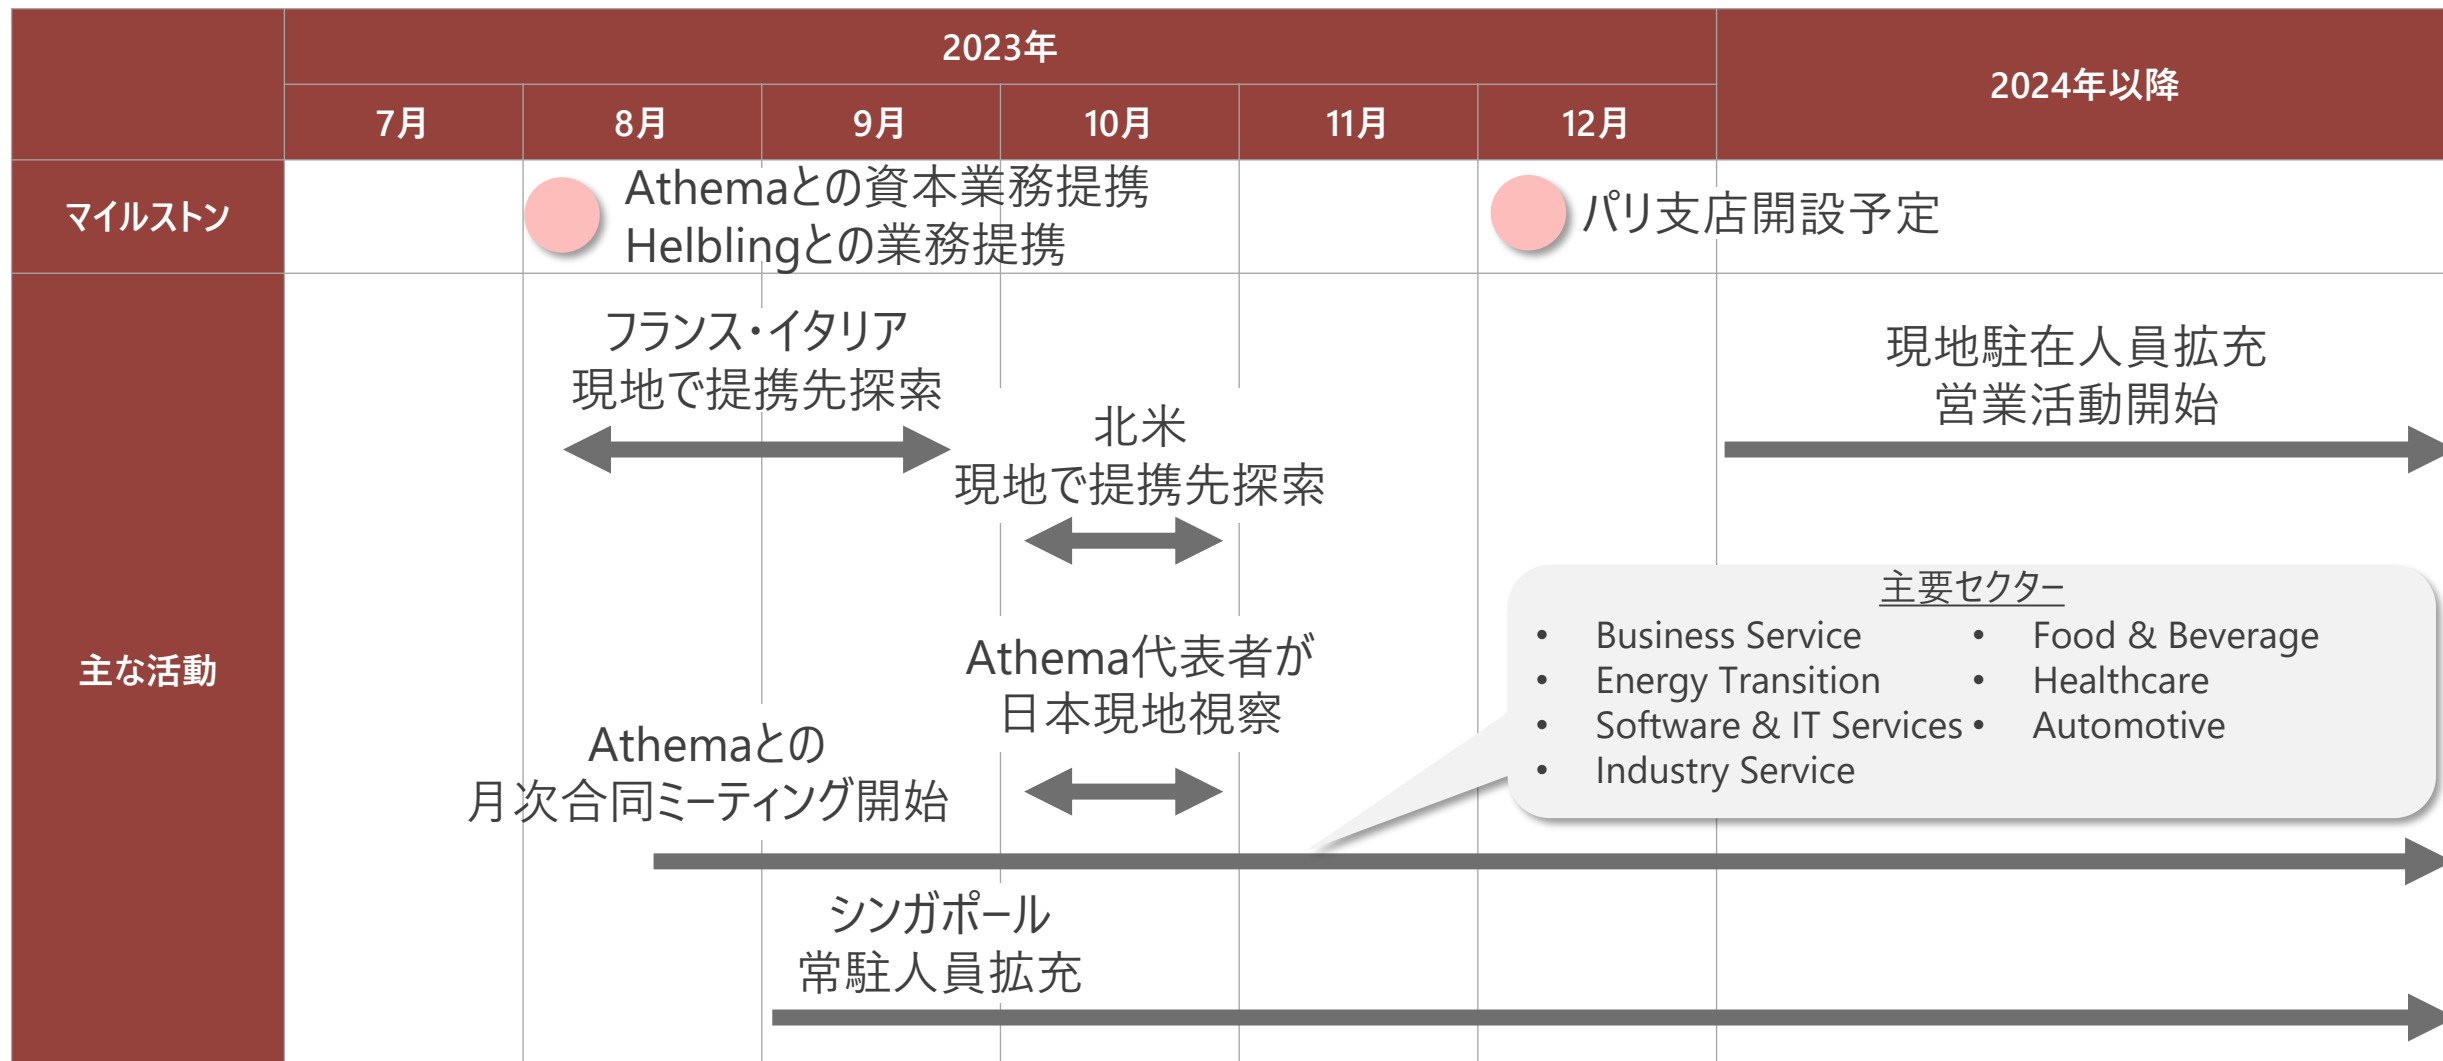 2023年
2024年以降
7月
8月
9月
10月
11月
12月
マイルストン
Athemaとの資本業務提携
Helblingとの業務提携
パリ支店開設予定
主な活動
フランス・イタリア
現地で提携先探索
北米
現地で提携先探索
現地駐在人員拡充
営業活動開始
Athema代表者が
日本現地視察
Athemaとの
月次合同ミーティング開始
主要セクター
• Business Service
• Energy Transition
• Software & IT Services
• Industry Service
• Food & Beverage
• Healthcare
• Automotive
シンガポール
常駐人員拡充